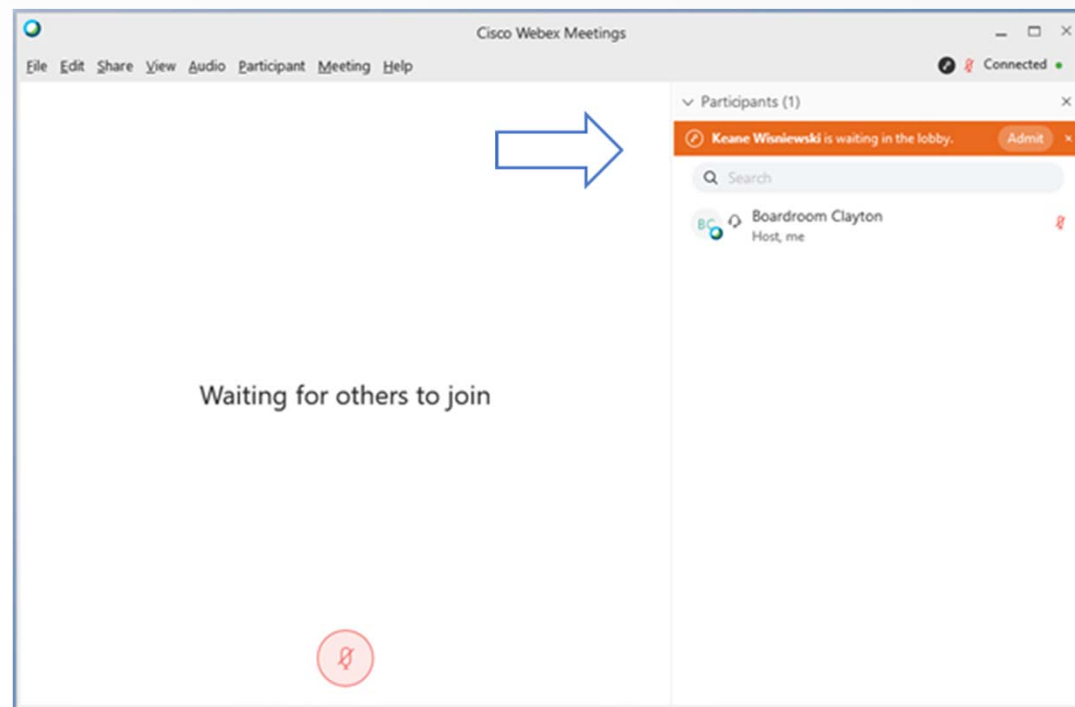 Cisco Webex Meetings
File Edit Share View Audio Participant Meeting Help
Connected
Participants (1)
Keane Wisniewski is waiting in the lobby. Admit
Search
BC Boardroom Clayton
Host, me
Waiting for others to join